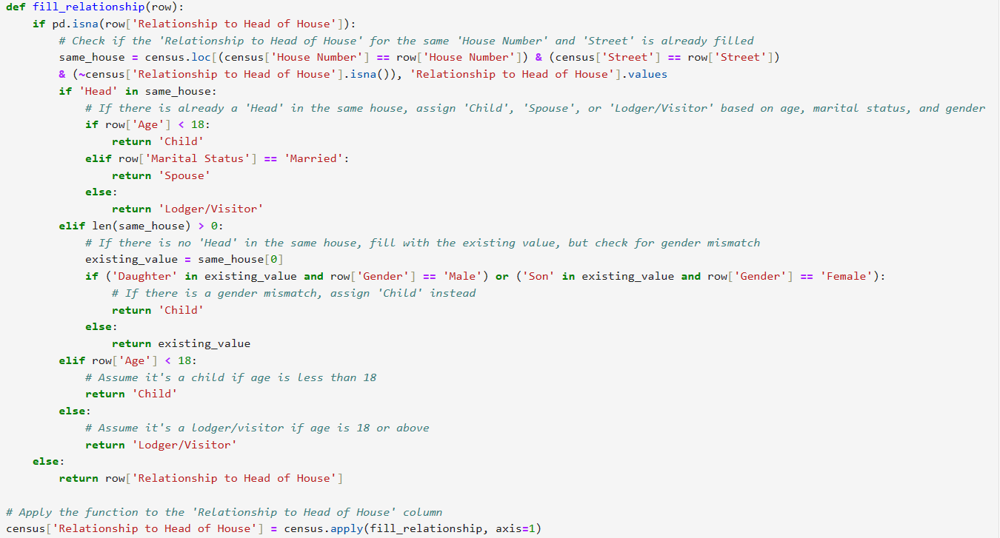 def fill_relationship(row):
    if pd.isna(row['Relationship to Head of House']):
        # Check if the 'Relationship to Head of House' for the same 'House Number' and 'Street' is already filled
        same_house = census.loc[(census['House Number'] == row['House Number']) & (census['Street'] == row['Street'])
        & (~census['Relationship to Head of House'].isna()), 'Relationship to Head of House'].values
        if 'Head' in same_house:
            # If there is already a 'Head' in the same house, assign 'Child', 'Spouse', or 'Lodger/Visitor' based on age, marital status, and gender
            if row['Age'] < 18:
                return 'Child'
            elif row['Marital Status'] == 'Married':
                return 'Spouse'
            else:
                return 'Lodger/Visitor'
        elif len(same_house) > 0:
            # If there is no 'Head' in the same house, fill with the existing value, but check for gender mismatch
            existing_value = same_house[0]
            if ('Daughter' in existing_value and row['Gender'] == 'Male') or ('Son' in existing_value and row['Gender'] == 'Female'):
                # If there is a gender mismatch, assign 'Child' instead
                return 'Child'
            else:
                return existing_value
        elif row['Age'] < 18:
            # Assume it's a child if age is less than 18
            return 'Child'
        else:
            # Assume it's a lodger/visitor if age is 18 or above
            return 'Lodger/Visitor'
    else:
        return row['Relationship to Head of House']

# Apply the function to the 'Relationship to Head of House' column
census['Relationship to Head of House'] = census.apply(fill_relationship, axis=1)